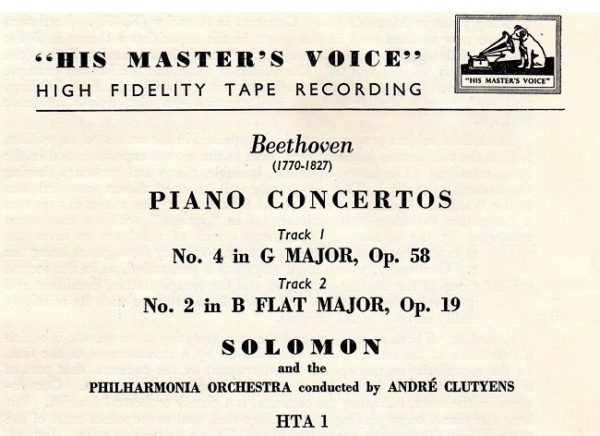 "HIS MASTER'S VOICE"
"HIS MASTER'S VOICE"
HIGH FIDELITY TAPE RECORDING
Beethoven
(1770-1827)
PIANO CONCERTOS
Track 1
No. 4 in G MAJOR, Op. 58
Track 2
No. 2 in B FLAT MAJOR, Op. 19
SOLOMON
and the
PHILHARMONIA ORCHESTRA conducted by ANDRÉ CLUTYENS
HTA 1